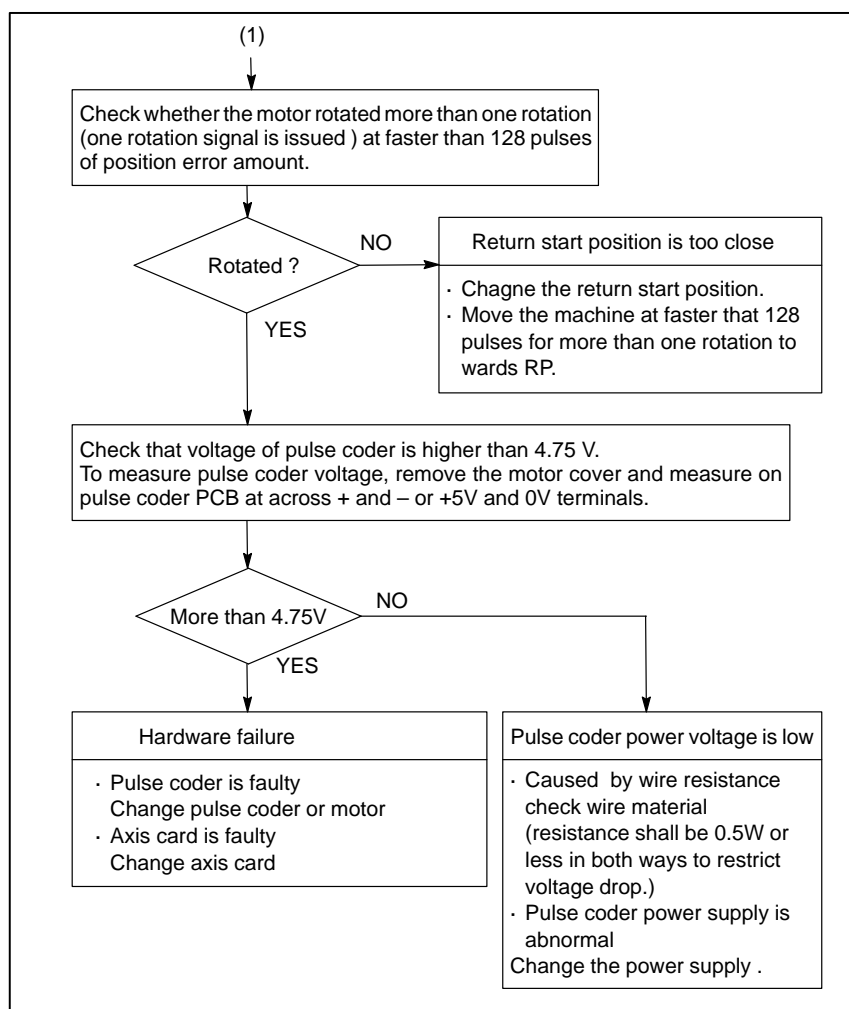 (1)
Check whether the motor rotated more than one rotation
(one rotation signal is issued ) at faster than 128 pulses
of position error amount.
Rotated ?
NO
YES
Return start position is too close
· Chagne the return start position.
· Move the machine at faster that 128
pulses for more than one rotation to
wards RP.
Check that voltage of pulse coder is higher than 4.75 V.
To measure pulse coder voltage, remove the motor cover and measure on
pulse coder PCB at across + and – or +5V and 0V terminals.
More than 4.75V
NO
YES
Hardware failure
· Pulse coder is faulty
Change pulse coder or motor
· Axis card is faulty
Change axis card
Pulse coder power voltage is low
· Caused by wire resistance
check wire material
(resistance shall be 0.5W or
less in both ways to restrict
voltage drop.)
· Pulse coder power supply is
abnormal
Change the power supply .